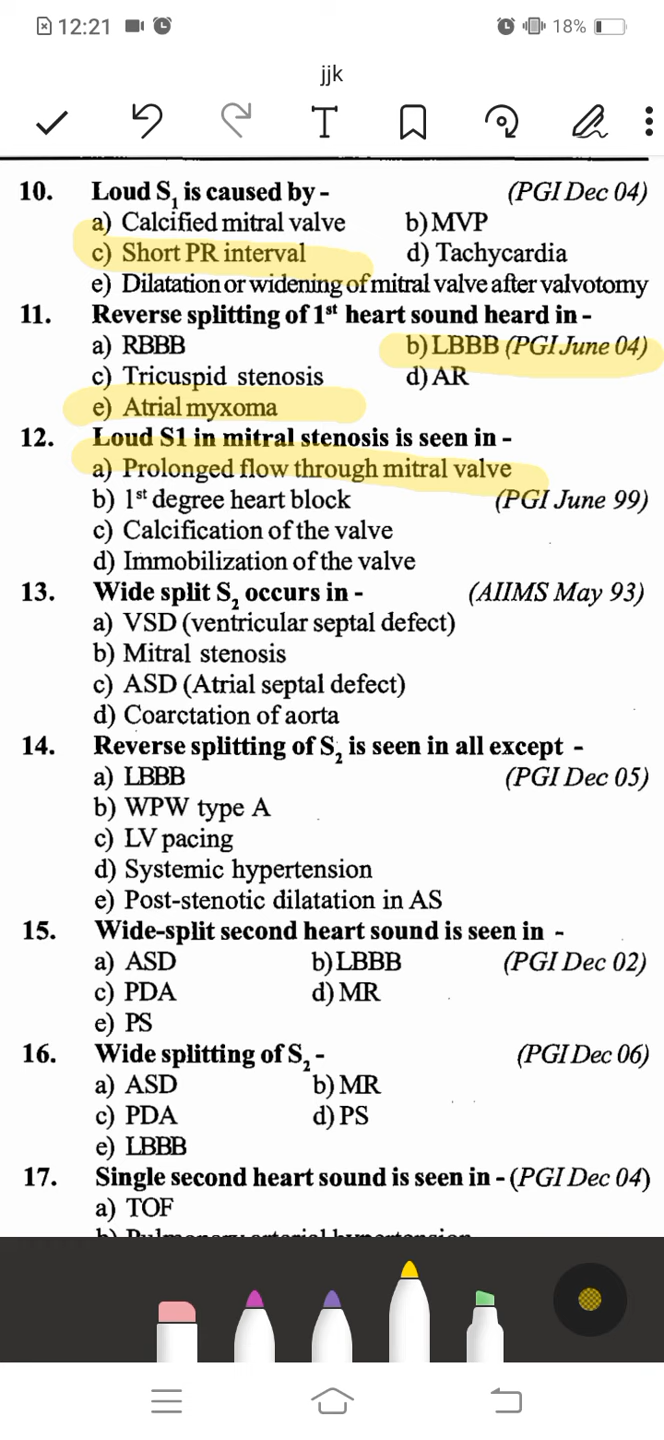 12:21
18%
jjk
T
10. Loud S1 is caused by - (PGI Dec 04)
a) Calcified mitral valve b) MVP
c) Short PR interval d) Tachycardia
e) Dilatation or widening of mitral valve after valvotomy
11. Reverse splitting of 1st heart sound heard in -
a) RBBB b) LBBB (PGI June 04)
c) Tricuspid stenosis d) AR
e) Atrial myxoma
12. Loud S1 in mitral stenosis is seen in -
a) Prolonged flow through mitral valve
b) 1st degree heart block (PGI June 99)
c) Calcification of the valve
d) Immobilization of the valve
13. Wide split S2 occurs in - (AIIMS May 93)
a) VSD (ventricular septal defect)
b) Mitral stenosis
c) ASD (Atrial septal defect)
d) Coarctation of aorta
14. Reverse splitting of S2 is seen in all except -
a) LBBB (PGI Dec 05)
b) WPW type A
c) LV pacing
d) Systemic hypertension
e) Post-stenotic dilatation in AS
15. Wide-split second heart sound is seen in -
a) ASD b) LBBB (PGI Dec 02)
c) PDA d) MR
e) PS
16. Wide splitting of S2 - (PGI Dec 06)
a) ASD b) MR
c) PDA d) PS
e) LBBB
17. Single second heart sound is seen in - (PGI Dec 04)
a) TOF
b) Pulmonary arterial hypertension